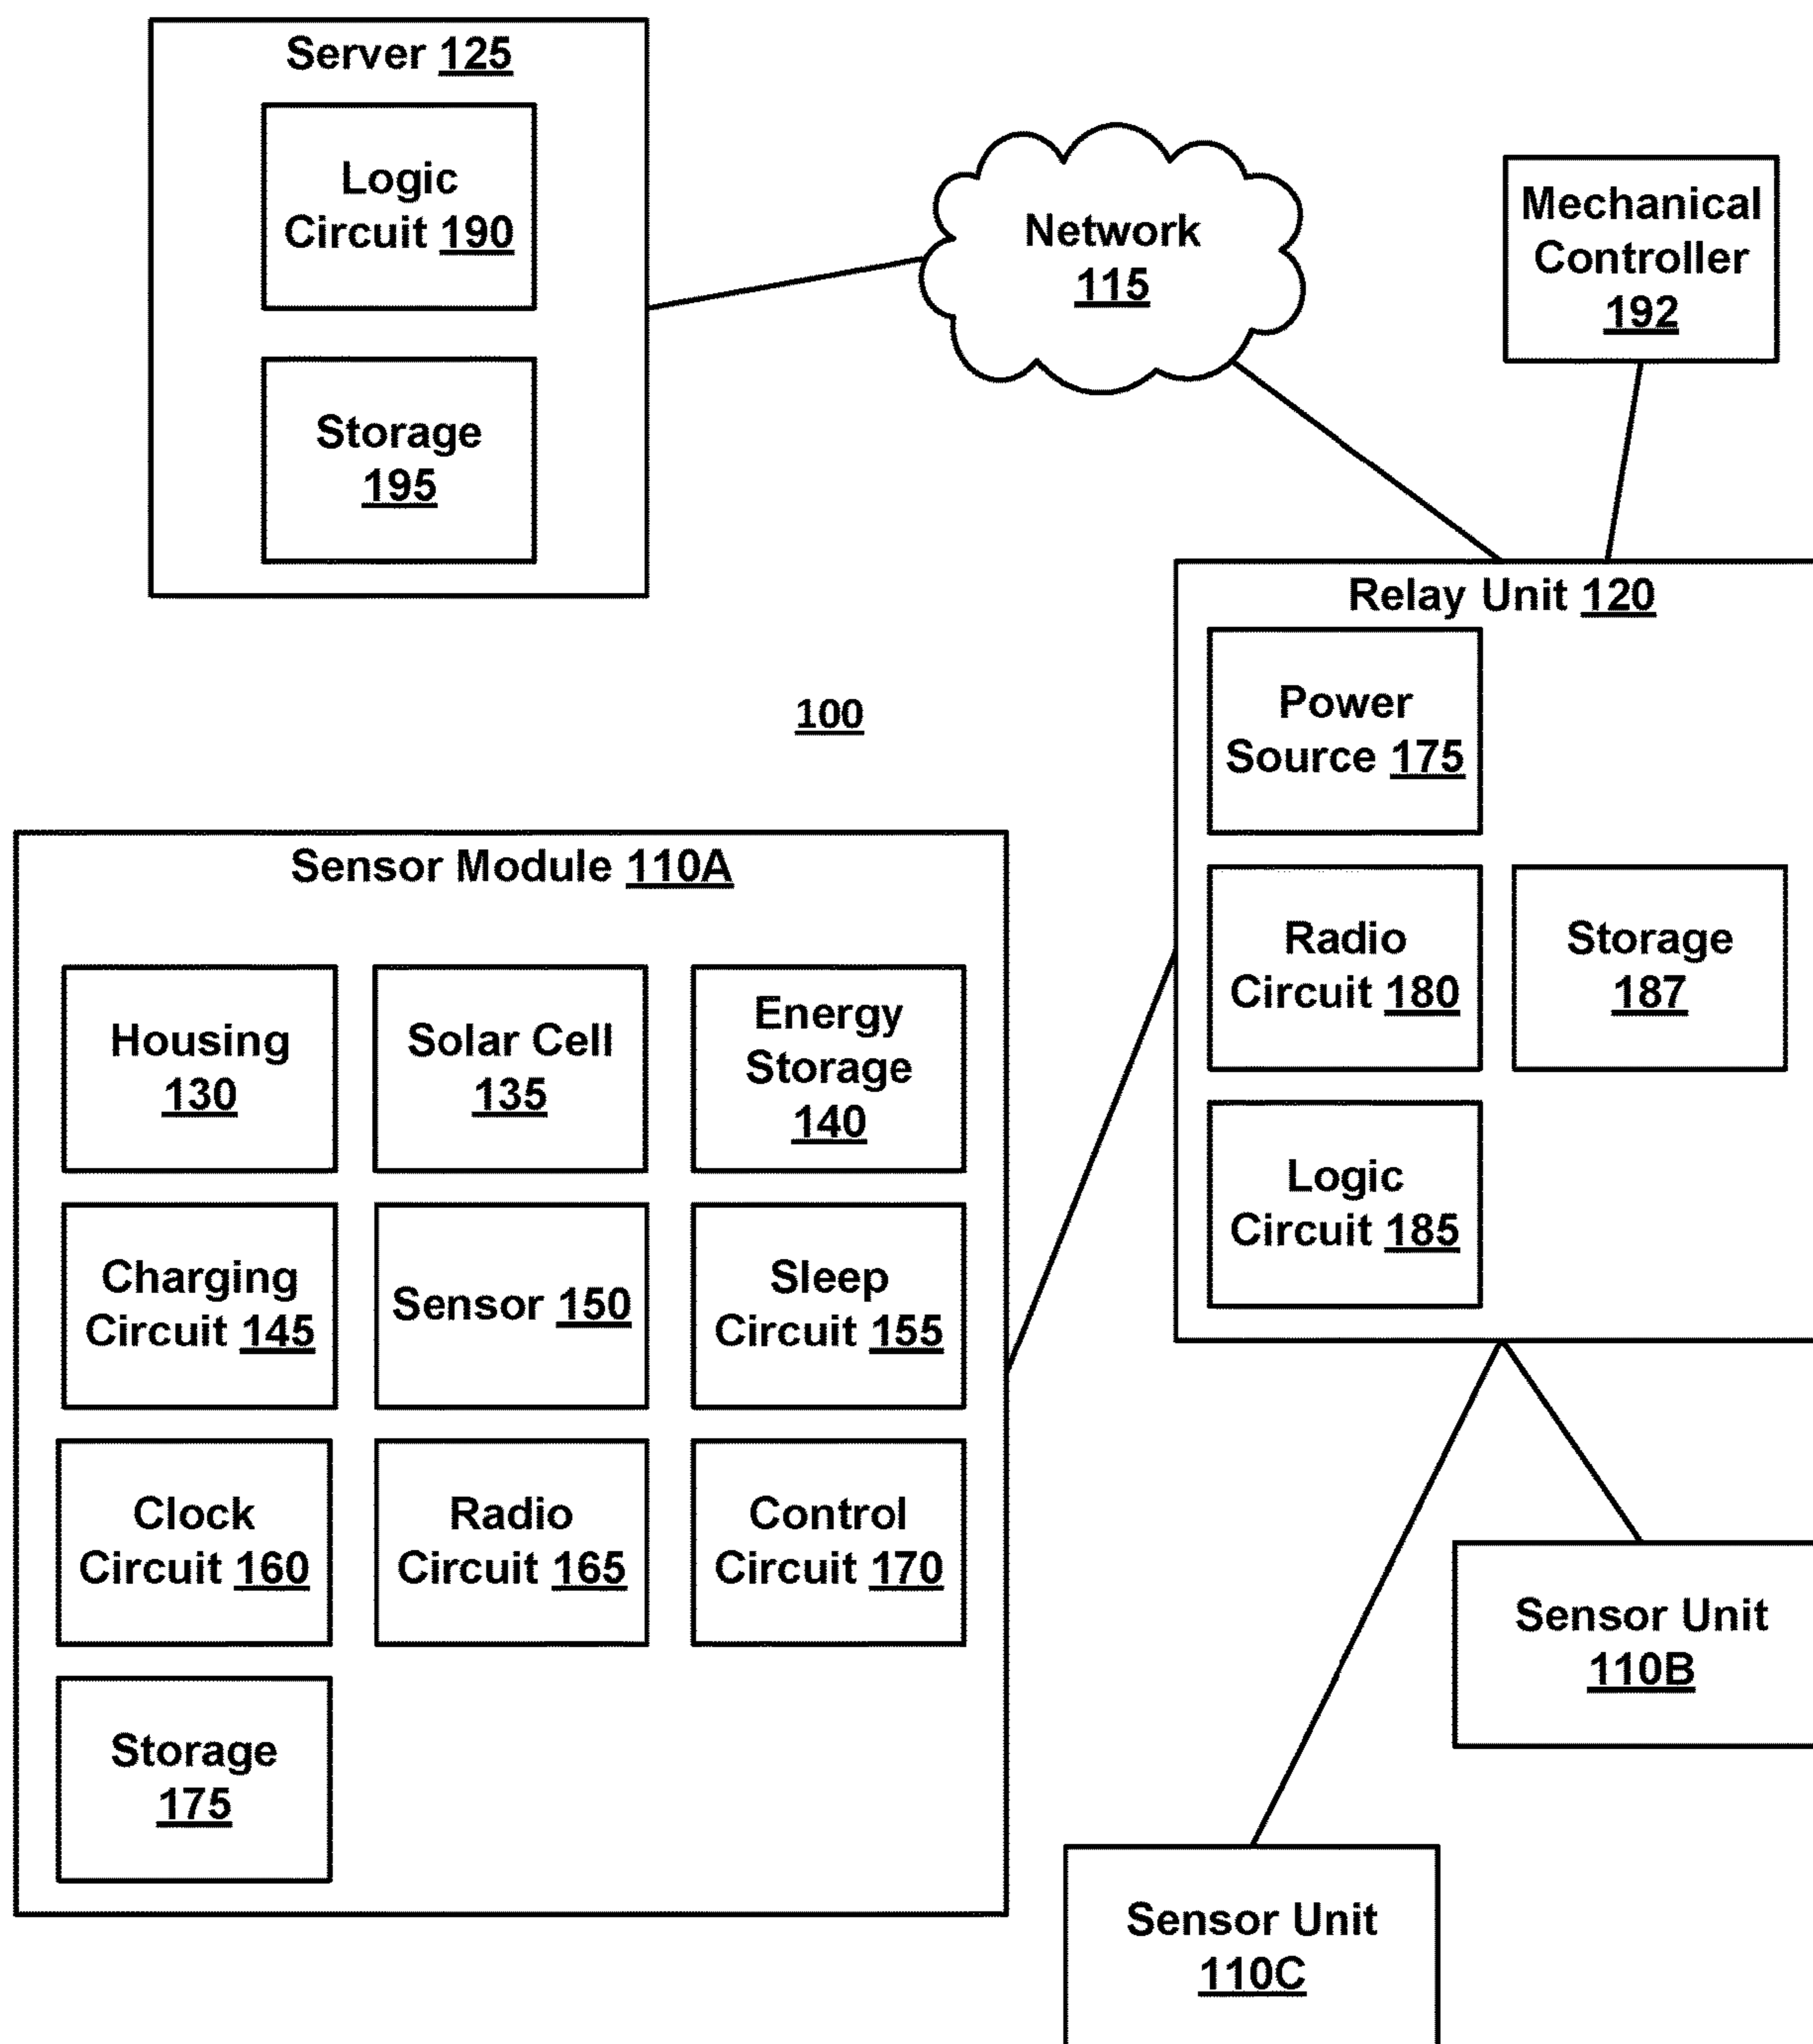 Server 125
Logic
Circuit 190
Storage
195
Network
115
Mechanical
Controller
192
Relay Unit 120
Power
Source 175
Radio
Circuit 180
Storage
187
Logic
Circuit 185
100
Sensor Module 110A
Housing
130
Solar Cell
135
Energy
Storage
140
Charging
Circuit 145
Sensor 150
Sleep
Circuit 155
Clock
Circuit 160
Radio
Circuit 165
Control
Circuit 170
Storage
175
Sensor Unit
110B
Sensor Unit
110C